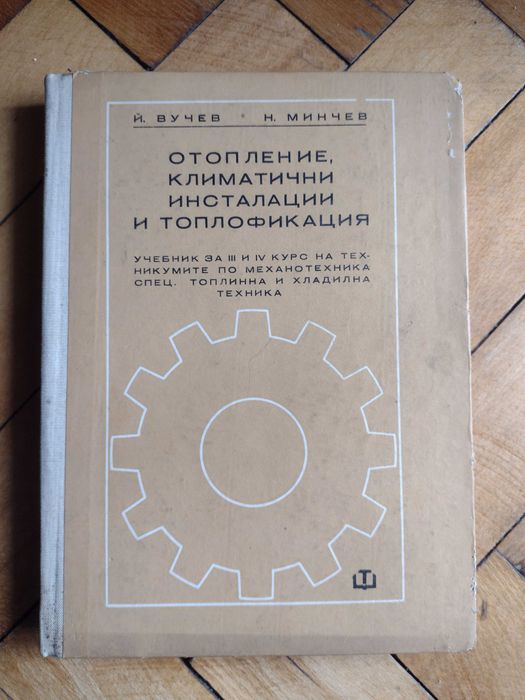 Й. ВУЧЕВ · Н. МИНЧЕВ
ОТОПЛЕНИЕ,
КЛИМАТИЧНИ
ИНСТАЛАЦИИ
И ТОПЛОФИКАЦИЯ
УЧЕБНИК ЗА III И IV КУРС НА ТЕХ-
НИКУМИТЕ ПО МЕХАНОТЕХНИКА
СПЕЦ. ТОПЛИННА И ХЛАДИЛНА
ТЕХНИКА
Т